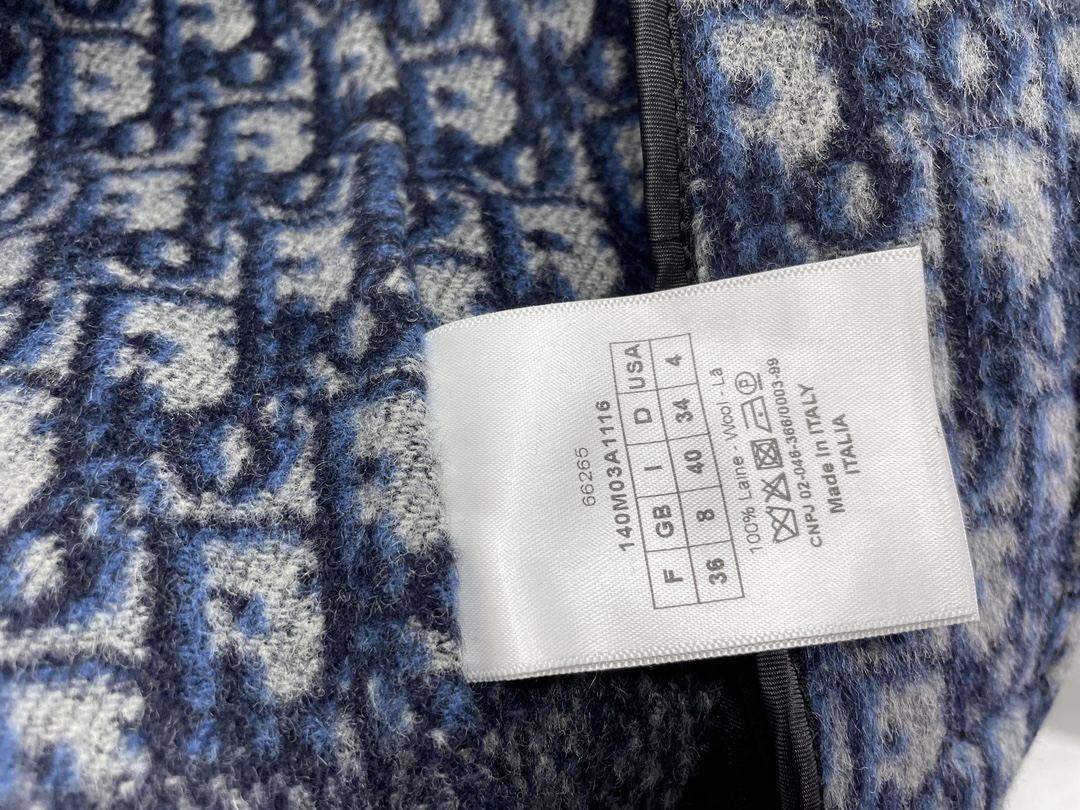 66265
140M03A1116
F GB I D USA
36 8 40 34 4
100% Laine - Wool - Lã
P
CNPJ 02-046-366/0003-99
Made In ITALY
ITALIA